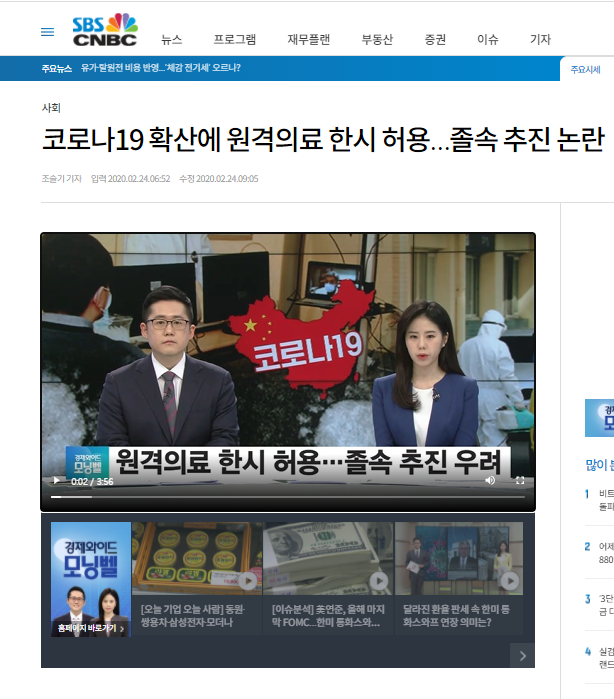 SBS
CNBC
뉴스 프로그램 재무플랜 부동산 증권 이슈 기자
주요뉴스 유가·탈원전 비용 반영…'체감 전기세' 오르나?
주요시세
사회
코로나19 확산에 원격의료 한시 허용…졸속 추진 논란
조슬기 기자 입력 2020.02.24.06:52 수정 2020.02.24.09:05
코로나19
경제와이드
모닝벨
원격의료 한시 허용…졸속 추진 우려
0:02 / 3:56
경제와이드
모닝벨
홈페이지 바로가기 >
[오늘 기업 오늘 사람] 동원·
쌍용차·삼성전자·모더나
[이슈분석] 美연준, 올해 마지
막 FOMC…한미 통화스와…
달라진 환율 판세 속 한미 통
화스와프 연장 의미는?
모
많이 본
1 비트
돌파
2 어제
880
3 '3단
금 다
4 실검
랜드